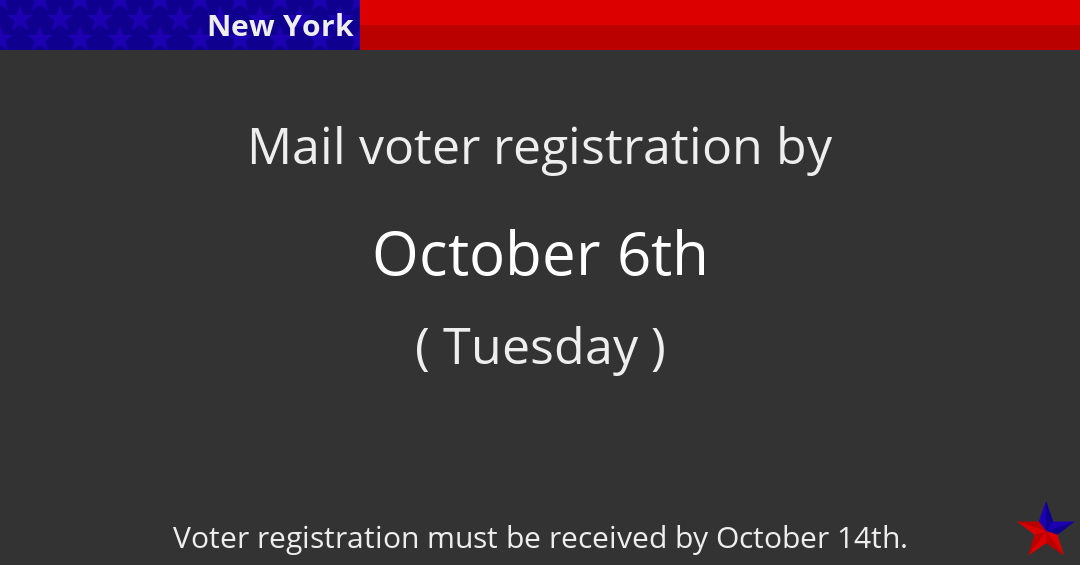 New York
Mail voter registration by
October 6th
( Tuesday )
Voter registration must be received by October 14th.